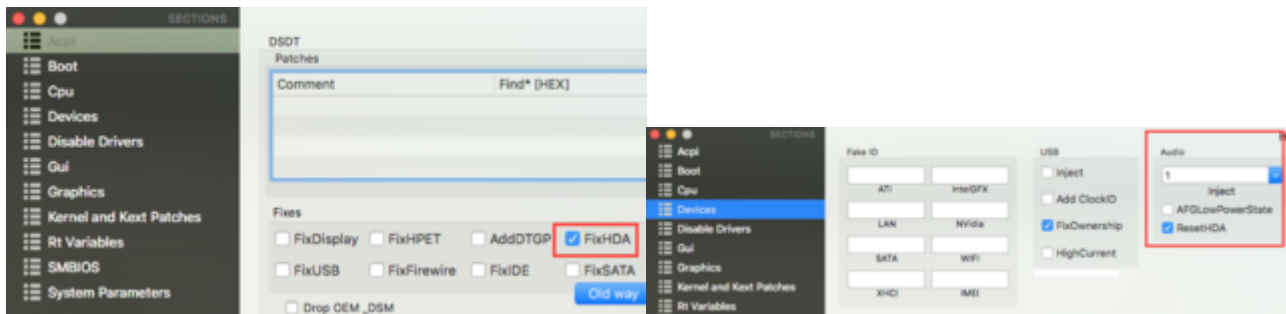 SECTIONS
Acpi
Boot
Cpu
Devices
Disable Drivers
Gui
Graphics
Kernel and Kext Patches
Rt Variables
SMBIOS
System Parameters
DSDT
Patches
Comment Find* [HEX]
Fixes
FixDisplay FixHPET AddDTGP FixHDA
FixUSB FixFirewire FixIDE FixSATA
Old way
Drop OEM _DSM
SECTIONS
Acpi
Boot
Cpu
Devices
Disable Drivers
Gui
Graphics
Kernel and Kext Patches
Rt Variables
Fake ID
ATI IntelGFX
LAN NVidia
SATA WIFI
XHCI IMEI
USB
Inject
Add ClockID
FixOwnership
HighCurrent
Audio
1
Inject
AFGLowPowerState
ResetHDA